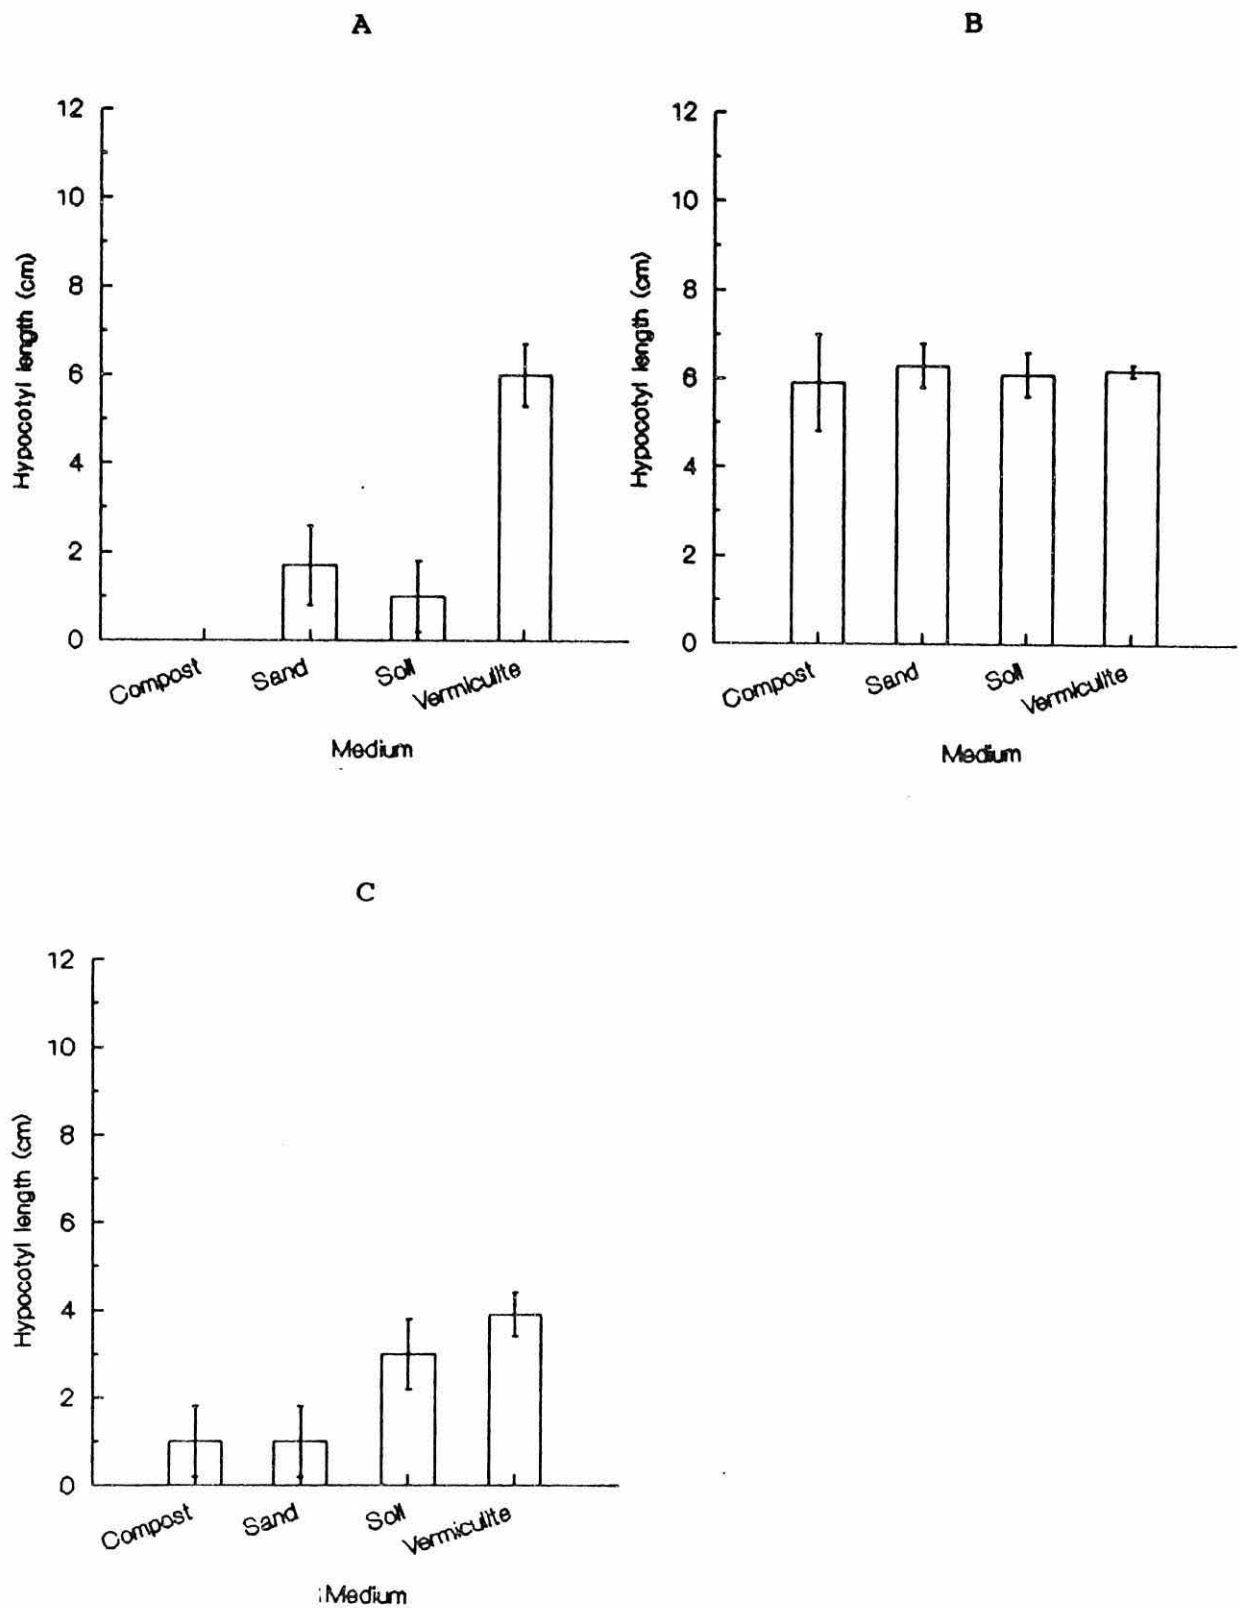 A
Hypocotyl length (cm)
12
10
8
6
4
2
0
Compost
Sand
Soil
Vermiculite
Medium
B
Hypocotyl length (cm)
12
10
8
6
4
2
0
Compost
Sand
Soil
Vermiculite
Medium
C
Hypocotyl length (cm)
12
10
8
6
4
2
0
Compost
Sand
Soil
Vermiculite
Medium